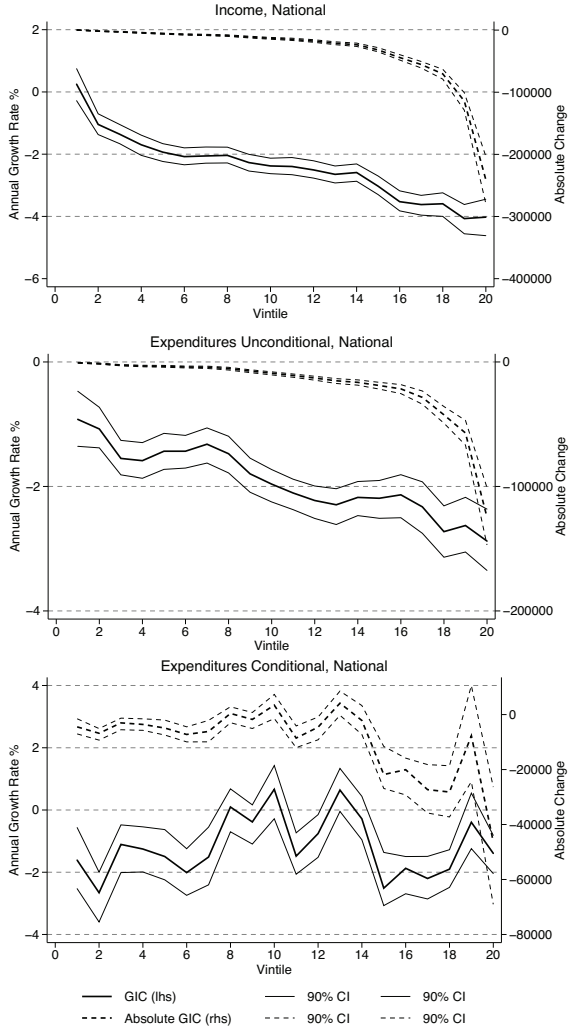 Income, National
2
0
−2
−4
−6
Annual Growth Rate %
0
−100000
−200000
−300000
−400000
Absolute Change
0 2 4 6 8 10 12 14 16 18 20
Vintile
Expenditures Unconditional, National
0
−2
−4
Annual Growth Rate %
0
−100000
−200000
Absolute Change
0 2 4 6 8 10 12 14 16 18 20
Vintile
Expenditures Conditional, National
4
2
0
−2
−4
Annual Growth Rate %
0
−20000
−40000
−60000
−80000
Absolute Change
0 2 4 6 8 10 12 14 16 18 20
Vintile
GIC (lhs) 90% CI 90% CI
Absolute GIC (rhs) 90% CI 90% CI